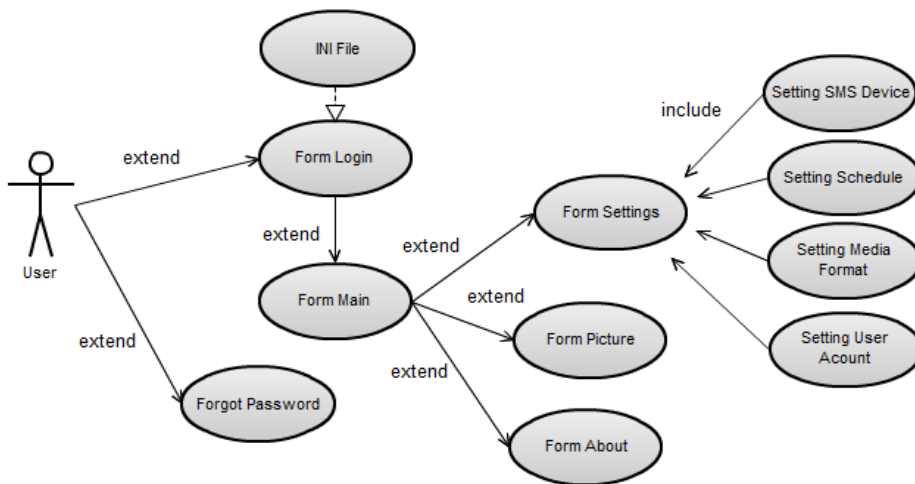 INI File
Setting SMS Device
include
extend
Form Login
Setting Schedule
User
extend
extend
Form Settings
Setting Media
Format
Form Main
extend
extend
Form Picture
Setting User
Acount
extend
Forgot Password
Form About